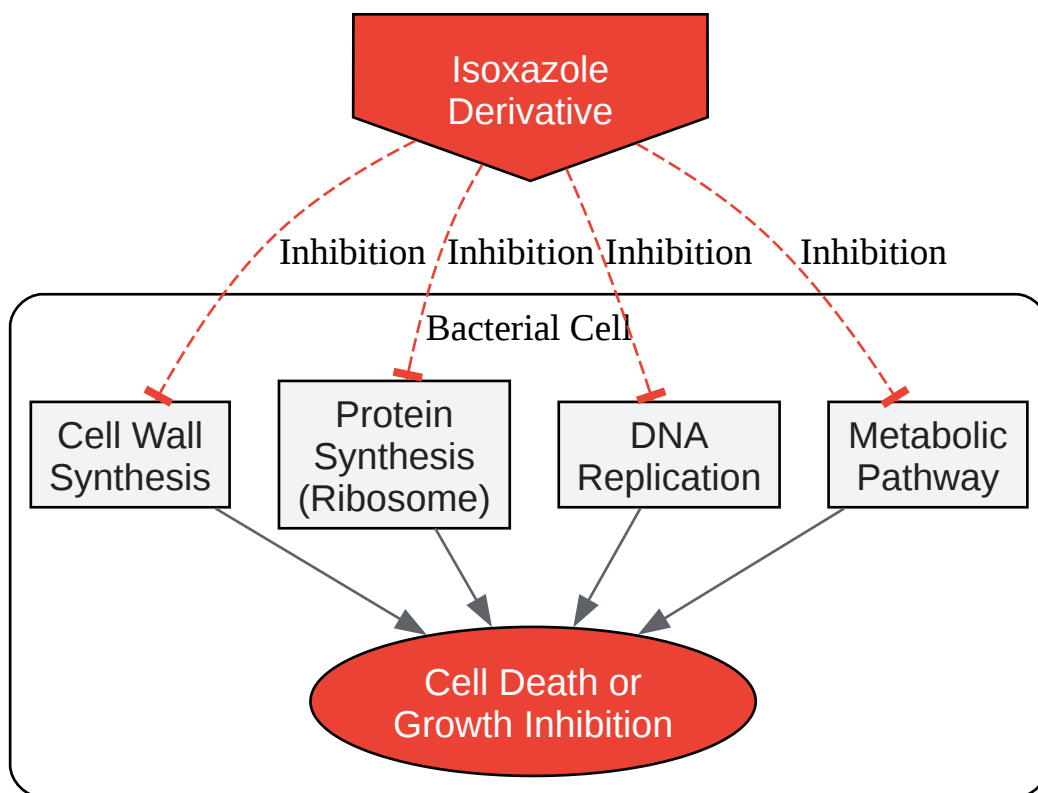 Isoxazole
Derivative
Inhibition
Inhibition
Inhibition
Inhibition
Bacterial Cell
Cell Wall
Synthesis
Protein
Synthesis
(Ribosome)
DNA
Replication
Metabolic
Pathway
Cell Death or
Growth Inhibition